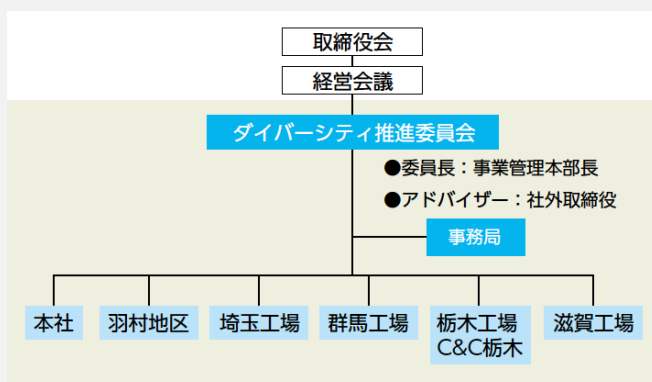 取締役会
経営会議
ダイバーシティ推進委員会
●委員長：事業管理本部長
●アドバイザー：社外取締役
事務局
本社
羽村地区
埼玉工場
群馬工場
栃木工場
C&C栃木
滋賀工場